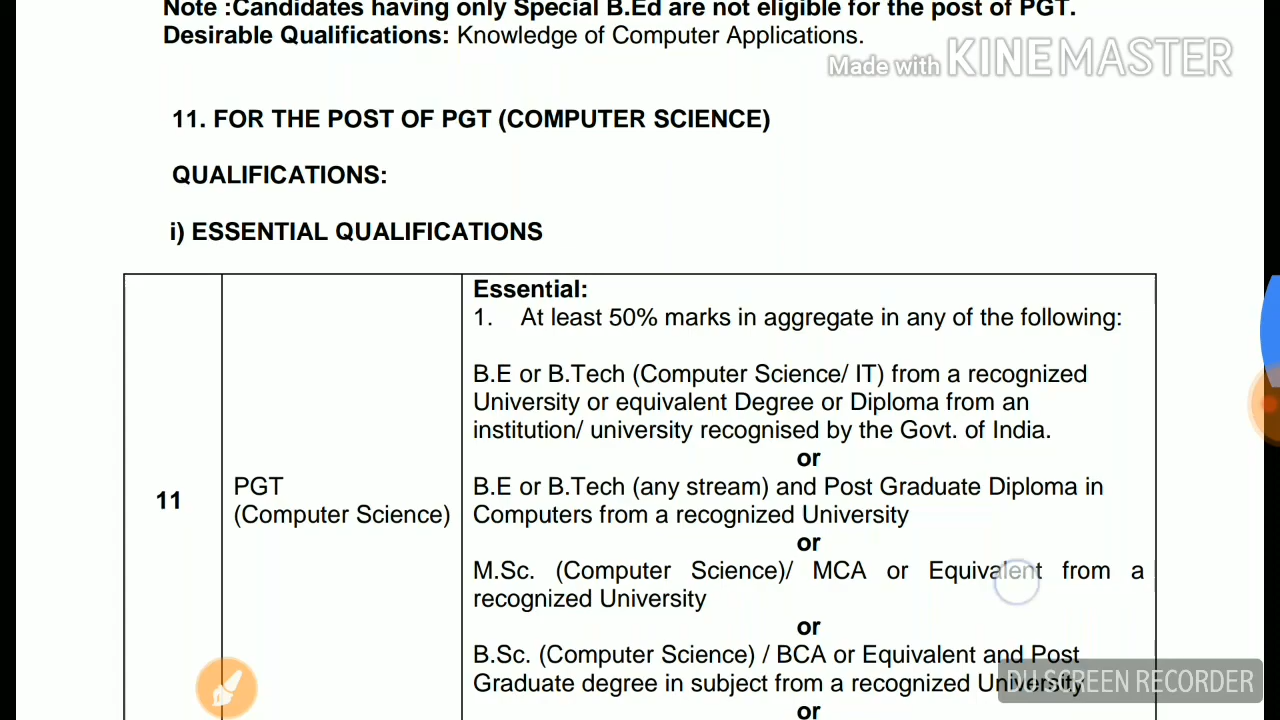 Note :Candidates having only Special B.Ed are not eligible for the post of PGT.
Desirable Qualifications: Knowledge of Computer Applications.
Made with KINEMASTER
11. FOR THE POST OF PGT (COMPUTER SCIENCE)
QUALIFICATIONS:
i) ESSENTIAL QUALIFICATIONS
11
PGT
(Computer Science)
Essential:
1. At least 50% marks in aggregate in any of the following:
B.E or B.Tech (Computer Science/ IT) from a recognized
University or equivalent Degree or Diploma from an
institution/ university recognised by the Govt. of India.
or
B.E or B.Tech (any stream) and Post Graduate Diploma in
Computers from a recognized University
or
M.Sc. (Computer Science)/ MCA or Equivalent from a
recognized University
or
B.Sc. (Computer Science) / BCA or Equivalent and Post
Graduate degree in subject from a recognized University
or
DU SCREEN RECORDER